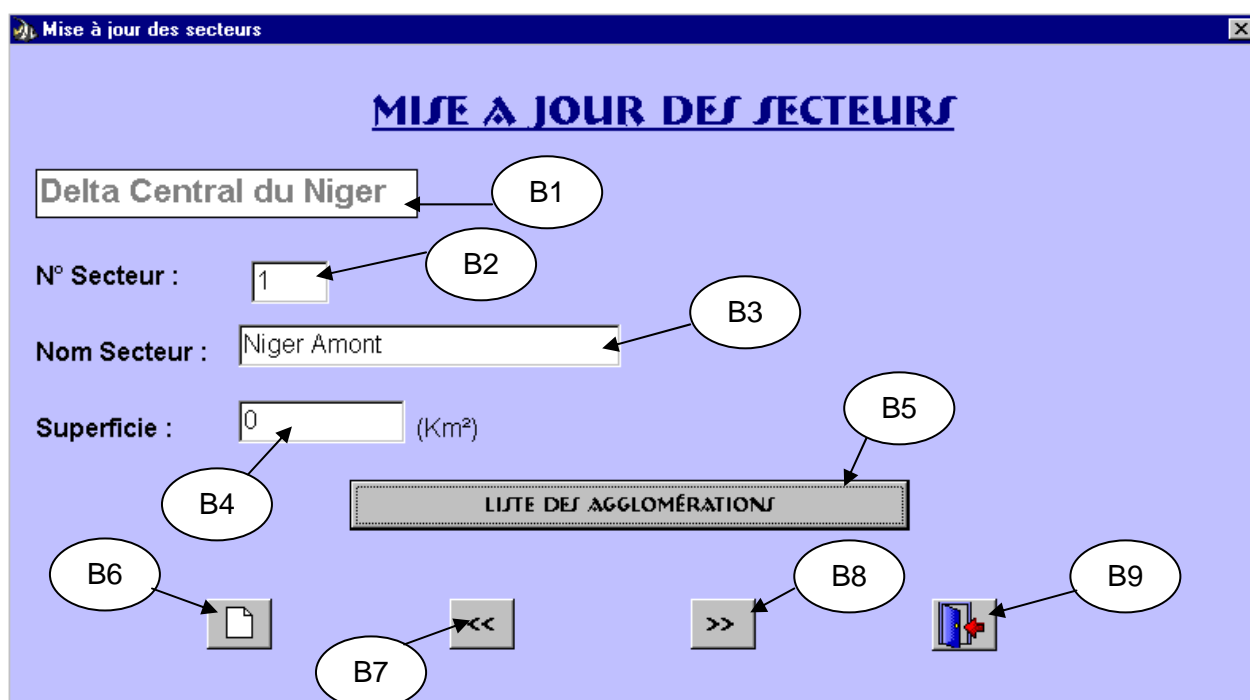 Mise à jour des secteurs
MISE A JOUR DES SECTEURS
Delta Central du Niger
B1
N° Secteur :
1
B2
Nom Secteur :
Niger Amont
B3
Superficie :
0
(Km²)
B4
B5
LISTE DES AGGLOMÉRATIONS
B6
<<
B7
>>
B8
B9